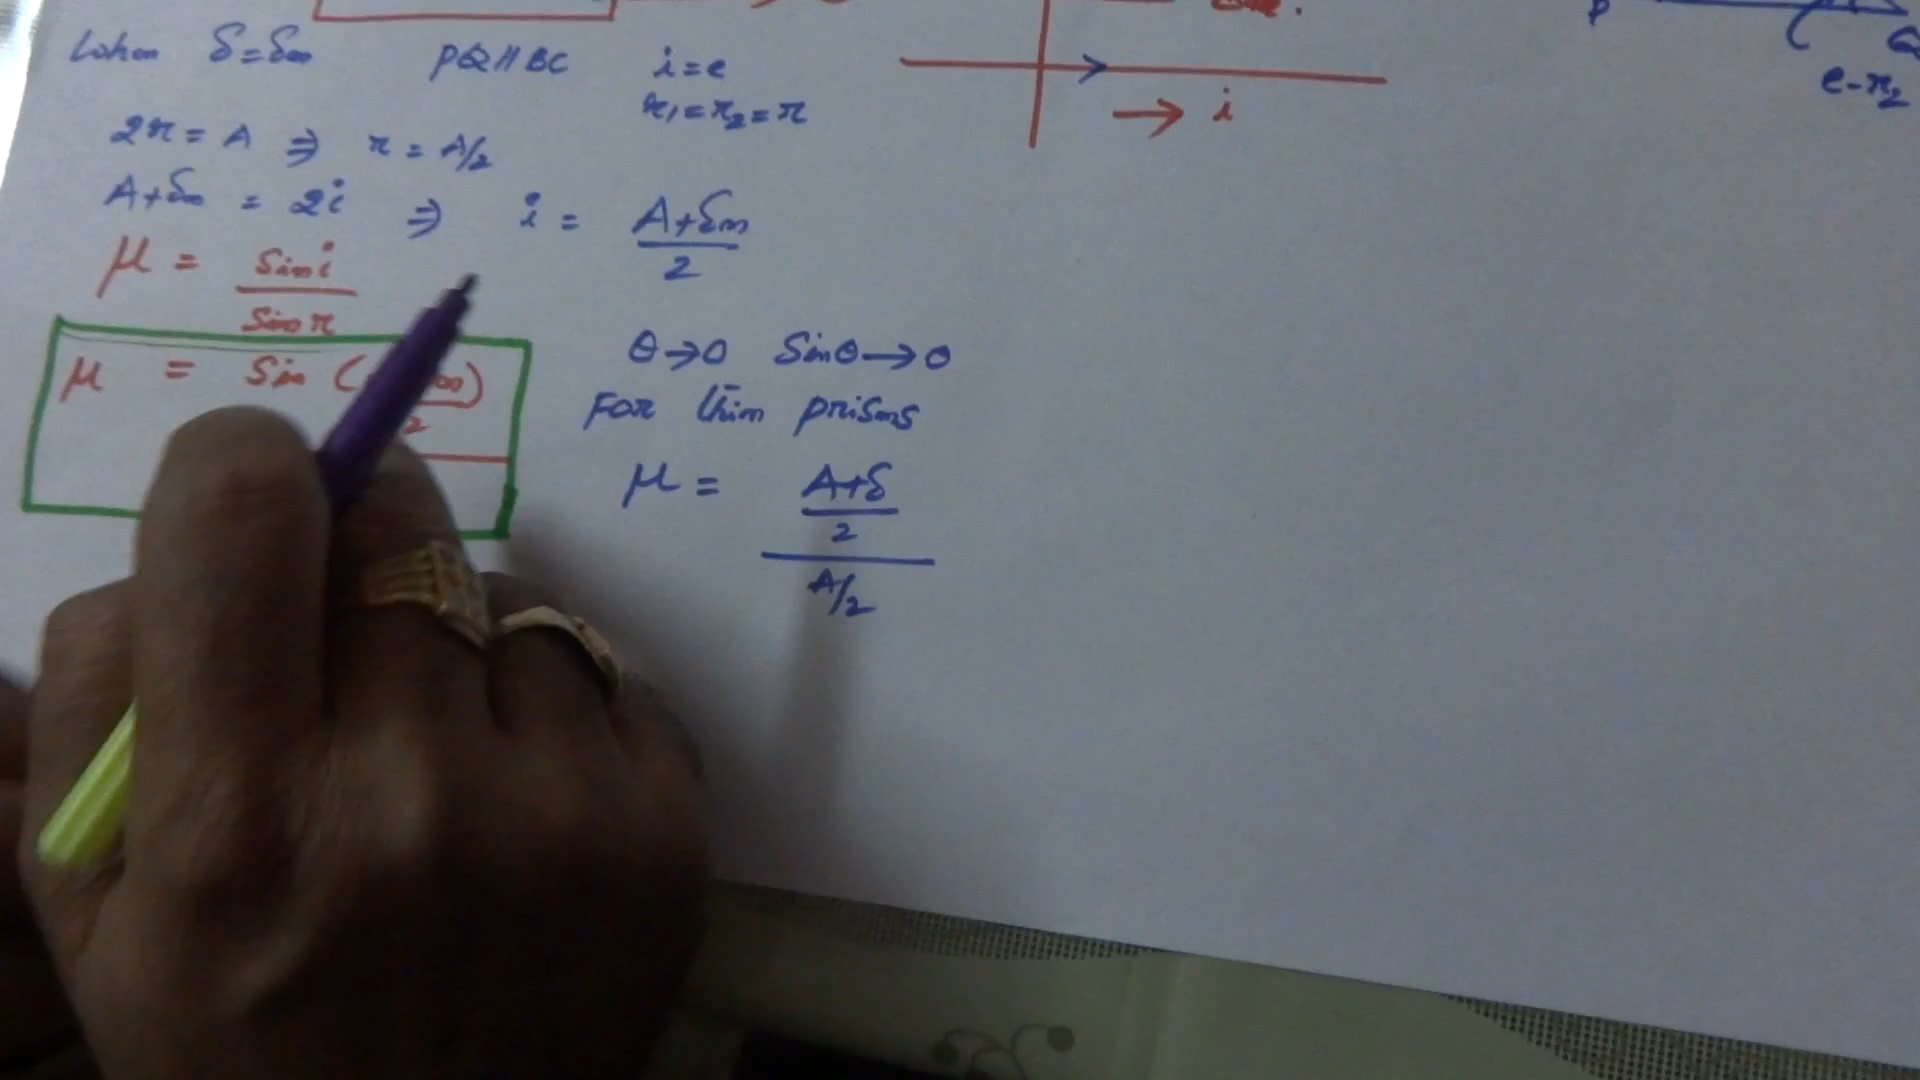 When δ=δm PQ∥BC i=e
r₁=r₂=r
2r = A ⇒ r = A/2
A+δm = 2i ⇒ i = A+δm / 2
μ = sin i / sin r
μ = Sin (
2
θ→0 Sinθ→θ
For thin prisms
μ = A+δ / 2 / A/2
→ i
P
Q
e-r₂